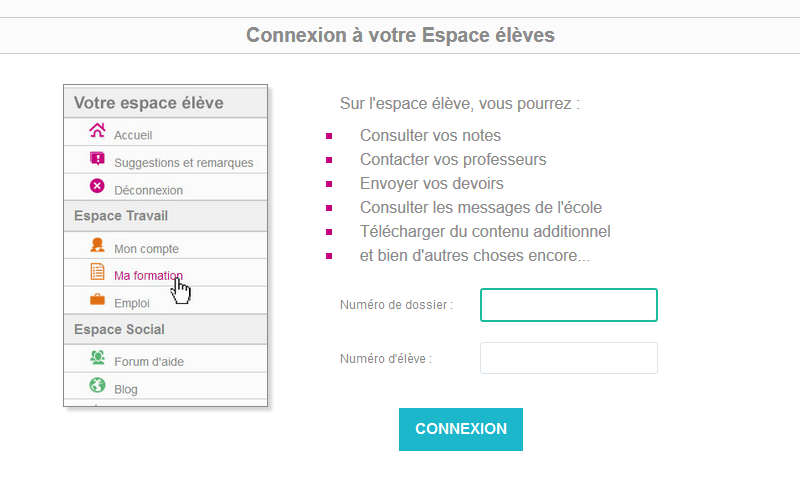 Connexion à votre Espace élèves
Votre espace élève
Accueil
Suggestions et remarques
Déconnexion
Espace Travail
Mon compte
Ma formation
Emploi
Espace Social
Forum d'aide
Blog
Sur l'espace élève, vous pourrez :
Consulter vos notes
Contacter vos professeurs
Envoyer vos devoirs
Consulter les messages de l'école
Télécharger du contenu additionnel
et bien d'autres choses encore...
Numéro de dossier :
Numéro d'élève :
CONNEXION